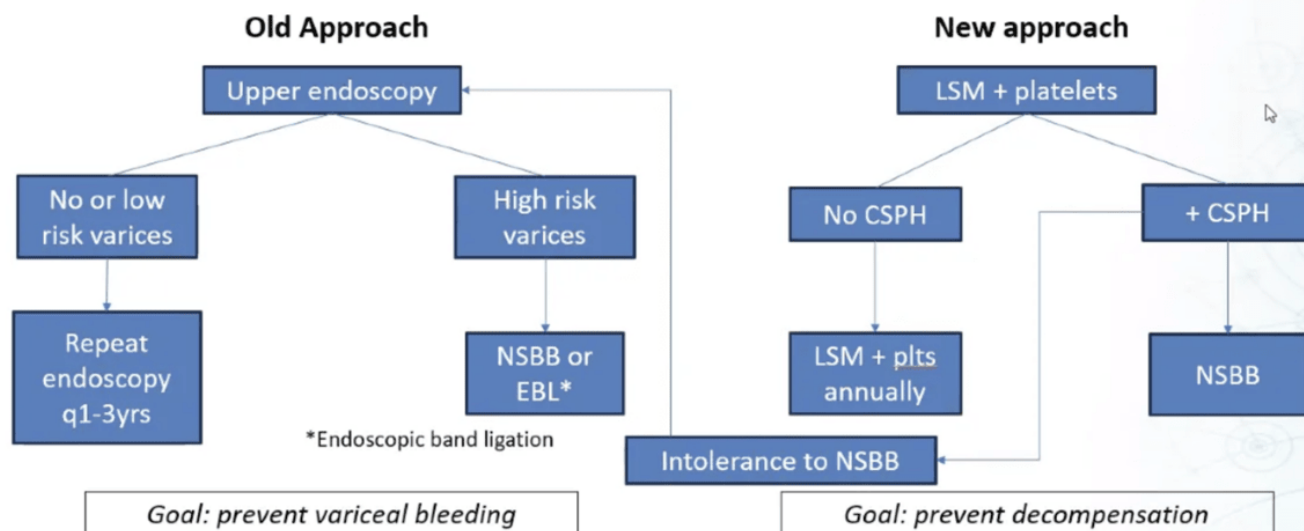 Old Approach
Upper endoscopy
No or low
risk varices
High risk
varices
Repeat
endoscopy
q1-3yrs
NSBB or
EBL*
*Endoscopic band ligation
Goal: prevent variceal bleeding
New approach
LSM + platelets
No CSPH
+ CSPH
LSM + plts
annually
NSBB
Intolerance to NSBB
Goal: prevent decompensation